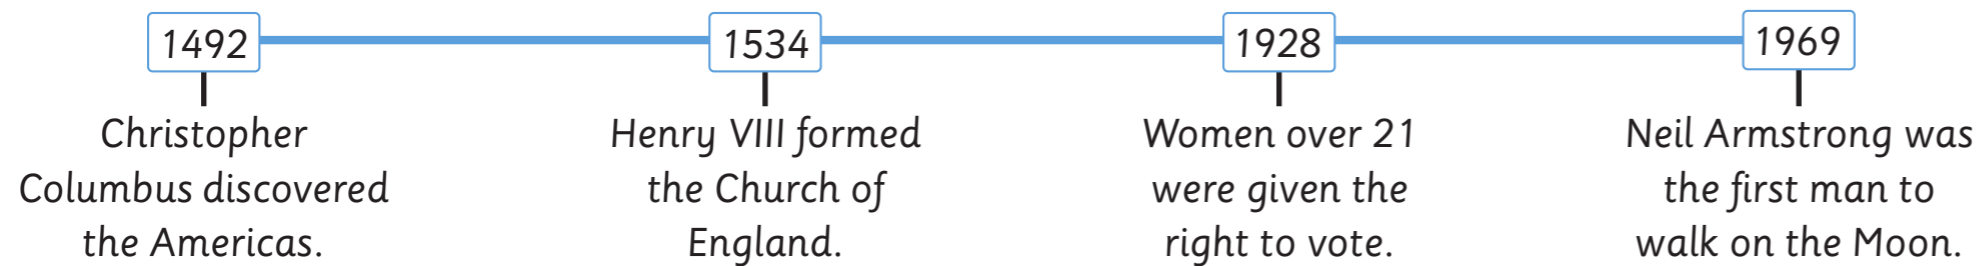 1492
1534
1928
1969
Christopher
Columbus discovered
the Americas.
Henry VIII formed
the Church of
England.
Women over 21
were given the
right to vote.
Neil Armstrong was
the first man to
walk on the Moon.